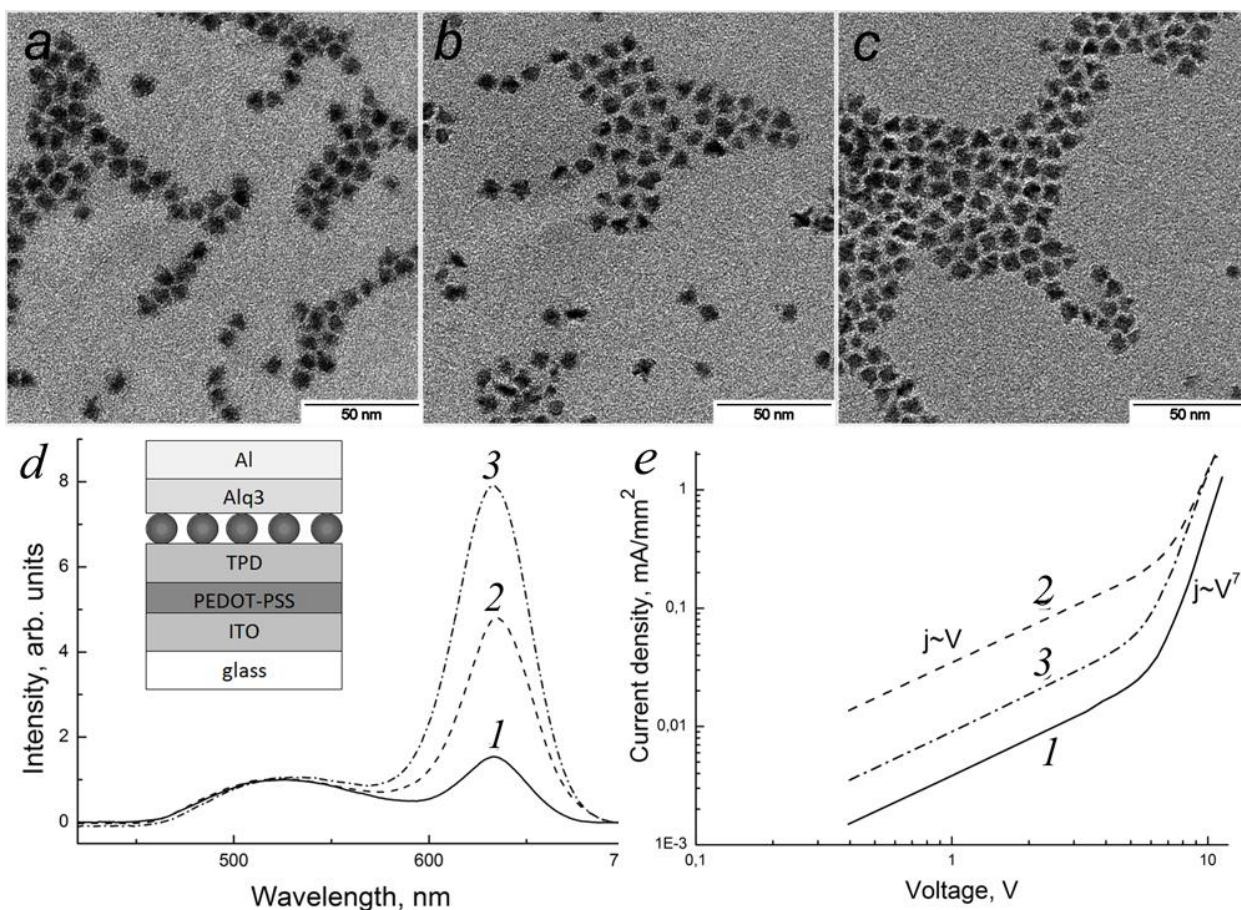 a
b
c
50 nm
50 nm
50 nm
d
Intensity, arb. units
8
6
4
2
0
500
600
7
Wavelength, nm
Al
Alq3
TPD
PEDOT-PSS
ITO
glass
3
2
1
e
Current density, mA/mm²
1
0,1
0,01
1E-3
0,1
1
10
Voltage, V
j~V
2
3
1
j~V⁷